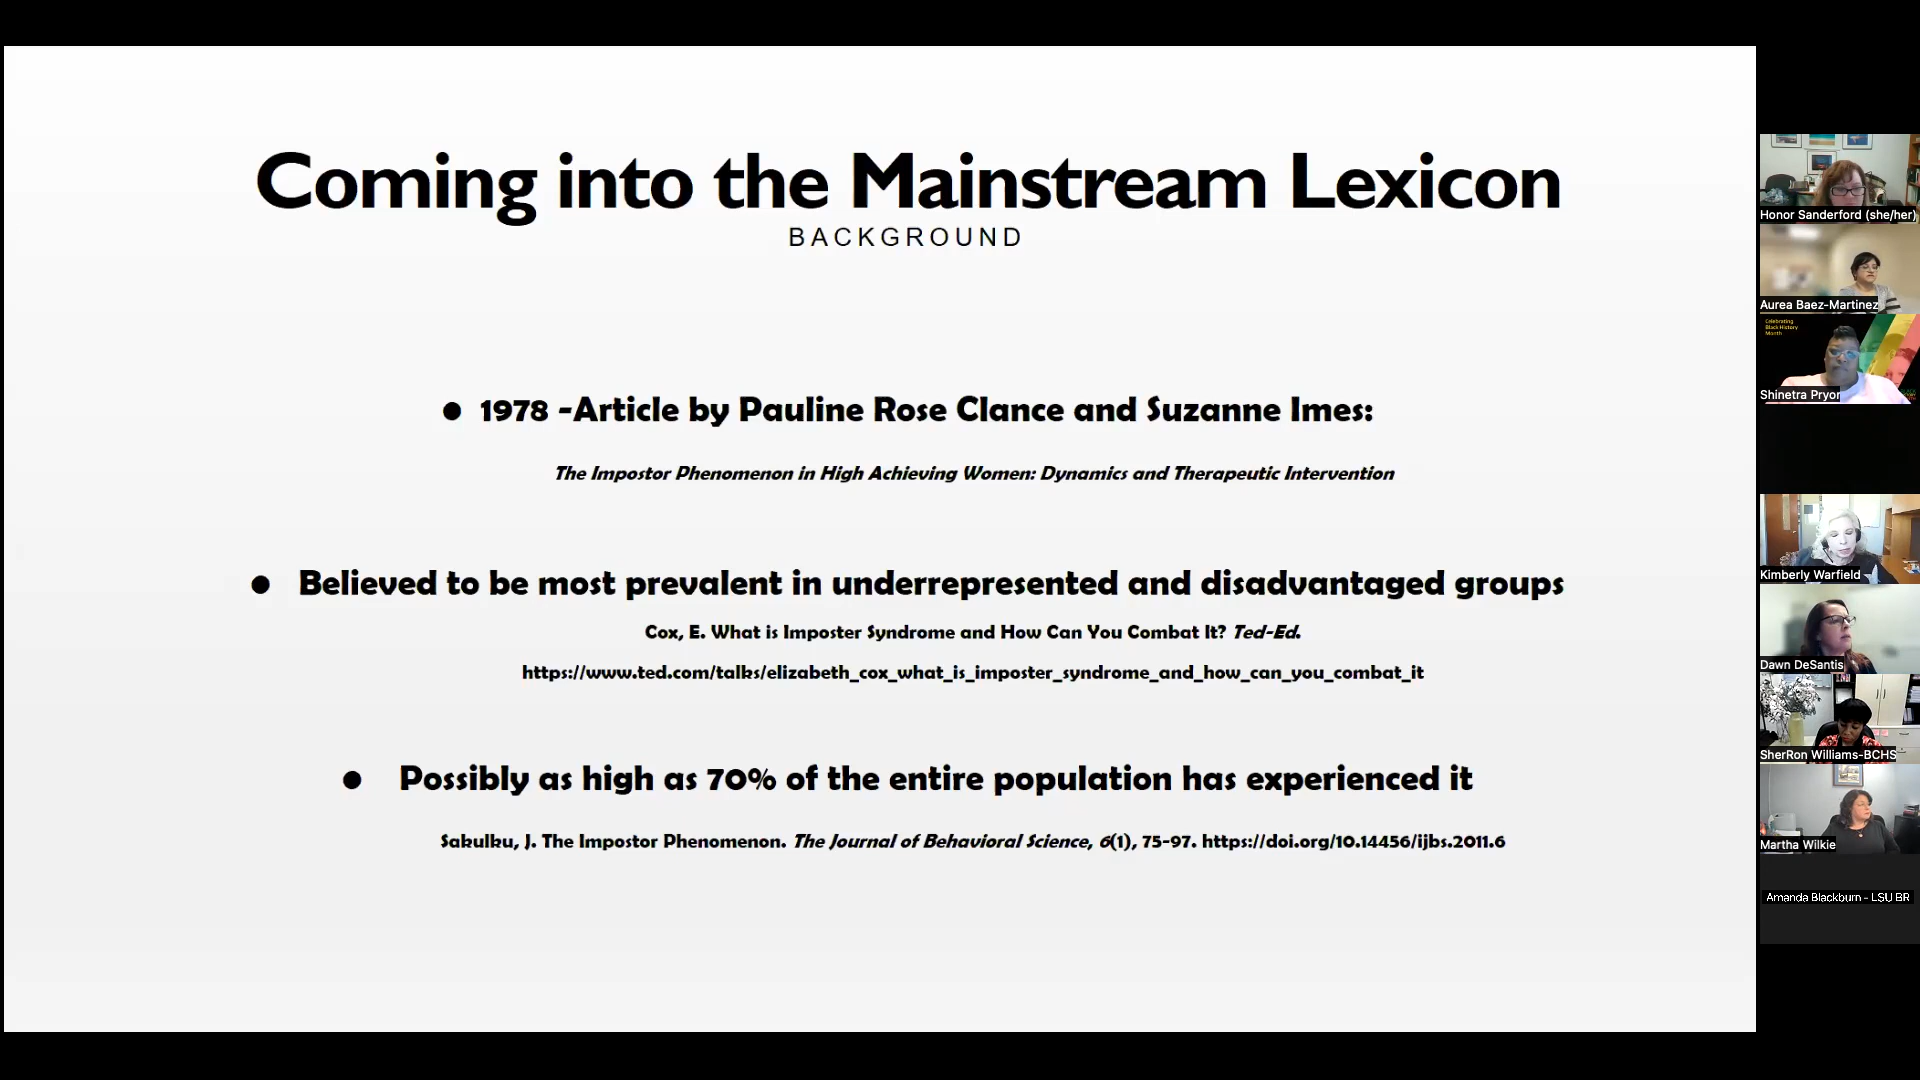 Coming into the Mainstream Lexicon
BACKGROUND
● 1978 -Article by Pauline Rose Clance and Suzanne Imes:
The Impostor Phenomenon in High Achieving Women: Dynamics and Therapeutic Intervention
● Believed to be most prevalent in underrepresented and disadvantaged groups
Cox, E. What is Imposter Syndrome and How Can You Combat It? Ted-Ed.
https://www.ted.com/talks/elizabeth_cox_what_is_imposter_syndrome_and_how_can_you_combat_it
● Possibly as high as 70% of the entire population has experienced it
Sakulku, J. The Impostor Phenomenon. The Journal of Behavioral Science, 6(1), 75-97. https://doi.org/10.14456/ijbs.2011.6
Honor Sanderford (she/her)
Aurea Baez-Martinez
Celebrating
Black History
Month
Shinetra Pryor
Kimberly Warfield
Dawn DeSantis
SherRon Williams-BCHS
Martha Wilkie
Amanda Blackburn - LSU BR